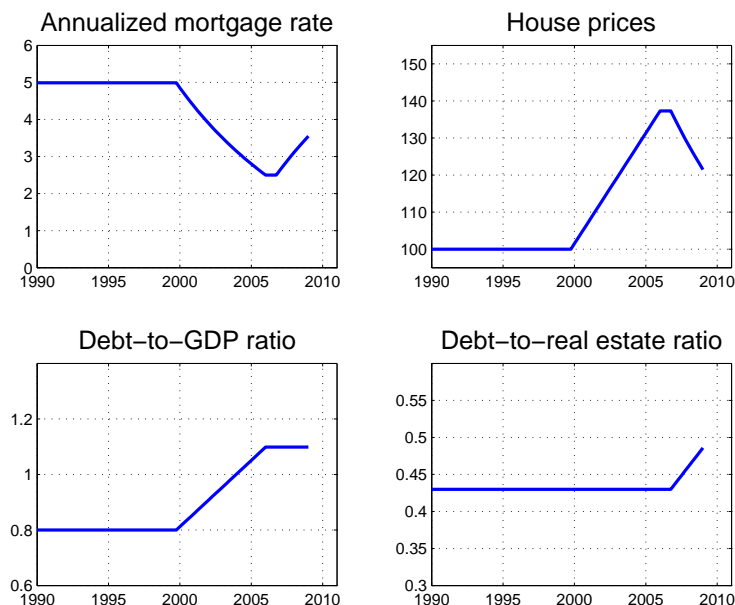 Annualized mortgage rate
6
5
4
3
2
1
0
1990 1995 2000 2005 2010
House prices
150
140
130
120
110
100
1990 1995 2000 2005 2010
Debt−to−GDP ratio
1.2
1
0.8
0.6
1990 1995 2000 2005 2010
Debt−to−real estate ratio
0.55
0.5
0.45
0.4
0.35
0.3
1990 1995 2000 2005 2010